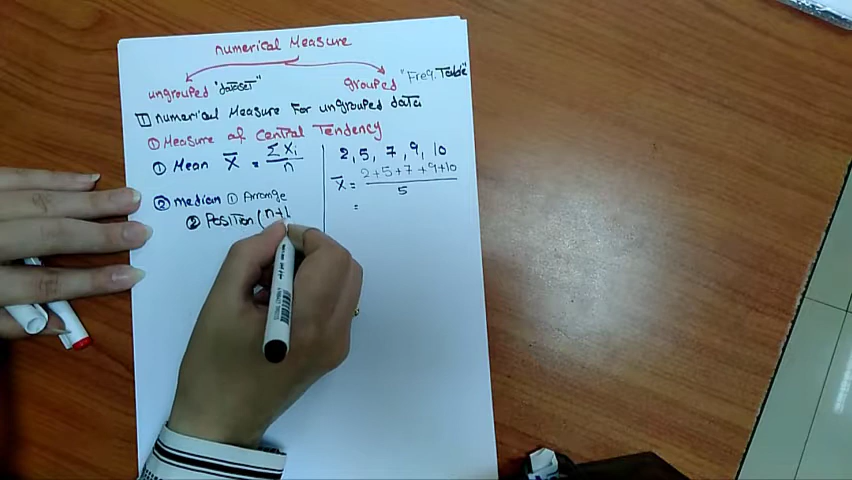 numerical Measure
ungrouped "dataset"
grouped "Freq. Table"
1 numerical Measure For ungrouped data
① Measure of Central Tendency
① Mean X̄ = ΣXi / n
② median ① Arrange
② Position (n+1
2, 5, 7, 9, 10
X̄ = 2+5+7+9+10 / 5
=